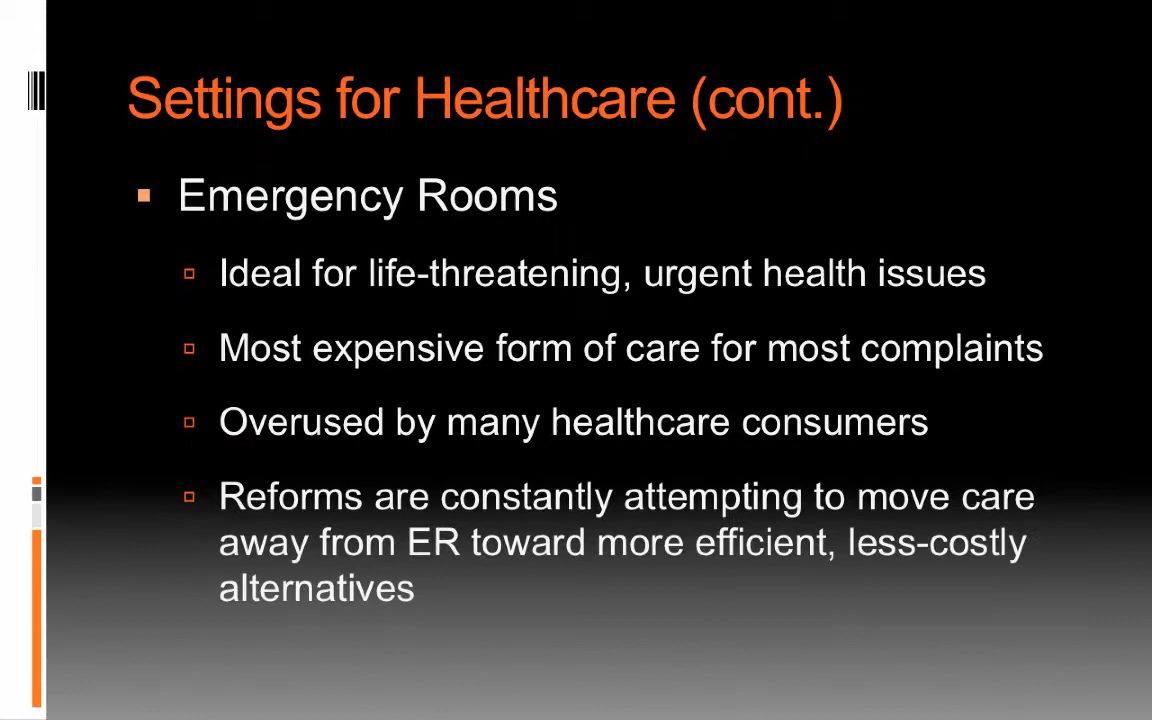 Settings for Healthcare (cont.)
Emergency Rooms
Ideal for life-threatening, urgent health issues
Most expensive form of care for most complaints
Overused by many healthcare consumers
Reforms are constantly attempting to move care
away from ER toward more efficient, less-costly
alternatives